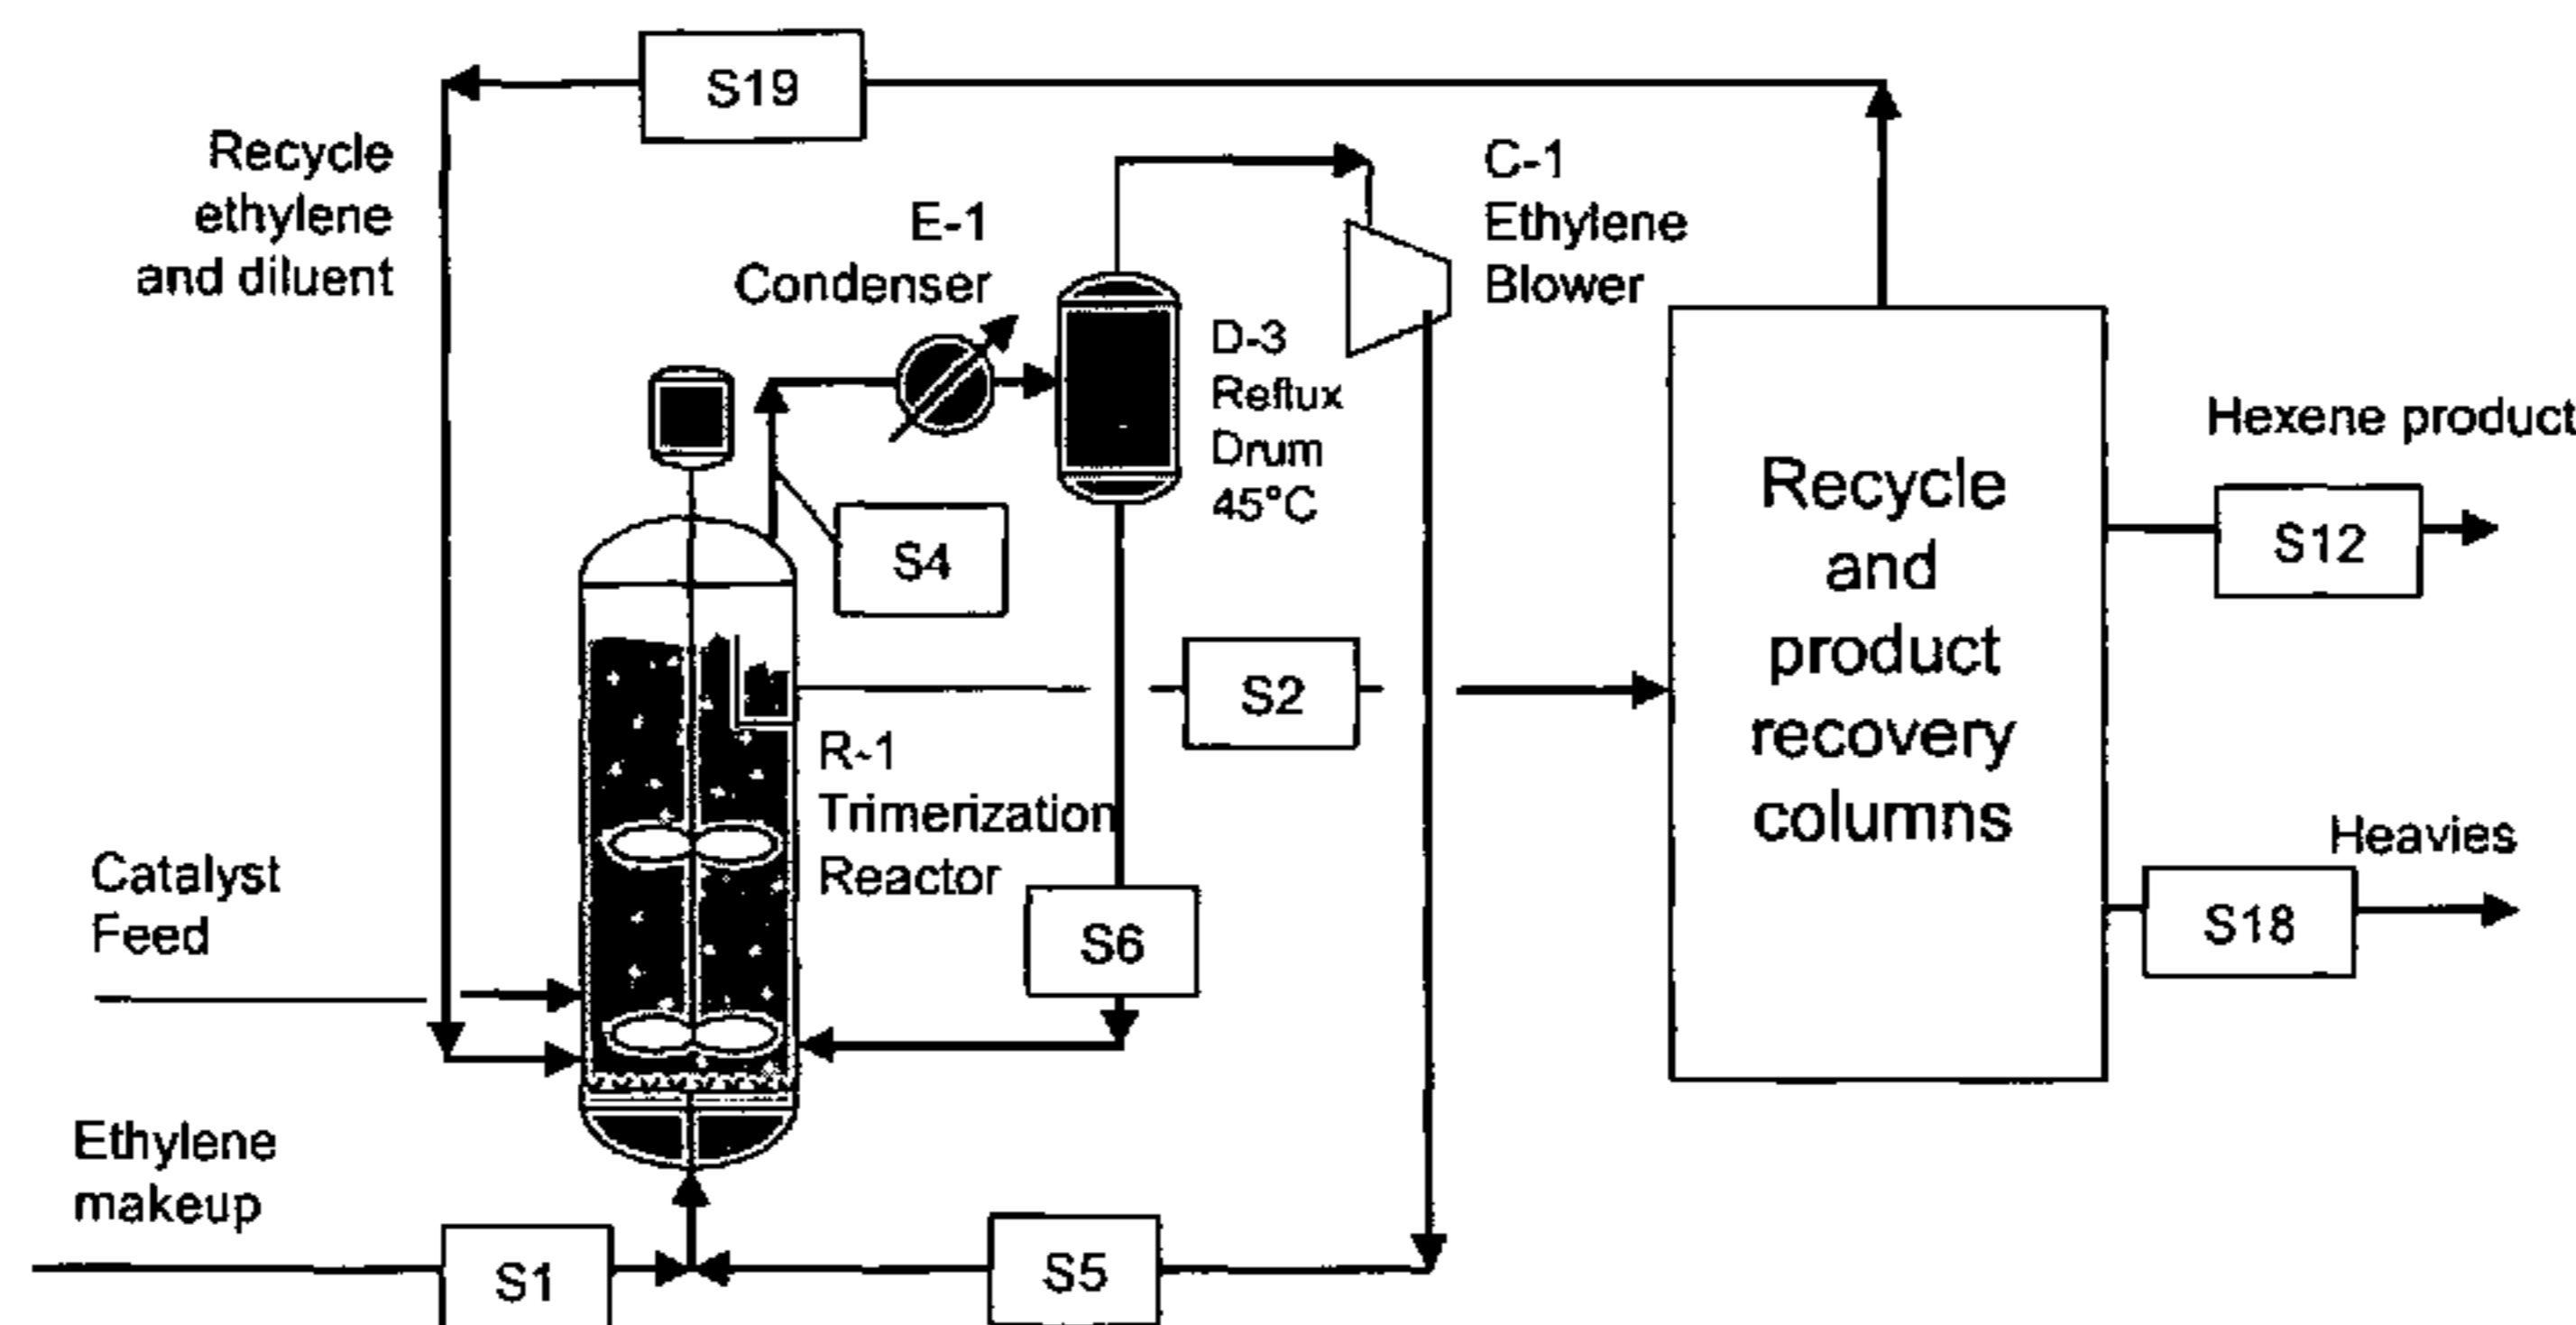 S19
Recycle
ethylene
and diluent
C-1
Ethylene
Blower
E-1
Condenser
D-3
Reflux
Drum
45°C
S4
Hexene product
S12
Recycle
and
product
recovery
columns
S2
R-1
Trimerization
Reactor
Heavies
S18
Catalyst
Feed
S6
Ethylene
makeup
S1
S5